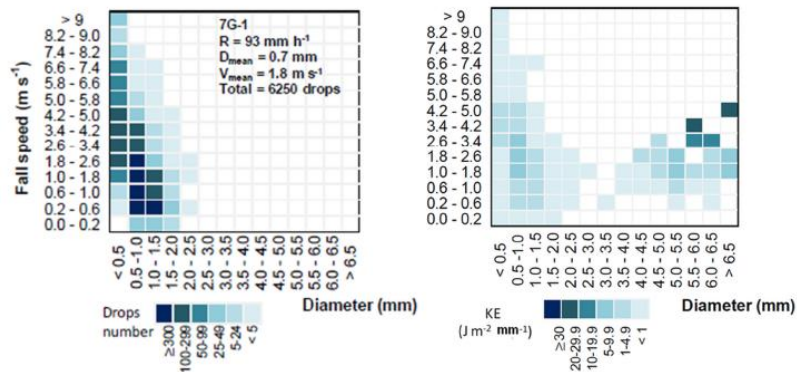 7G-1
R = 93 mm h⁻¹
Dmean = 0.7 mm
Vmean = 1.8 m s⁻¹
Total = 6250 drops
Fall speed (m s⁻¹)
> 9
8.2 - 9.0
7.4 - 8.2
6.6 - 7.4
5.8 - 6.6
5.0 - 5.8
4.2 - 5.0
3.4 - 4.2
2.6 - 3.4
1.8 - 2.6
1.0 - 1.8
0.6 - 1.0
0.2 - 0.6
0.0 - 0.2
< 0.5
0.5 - 1.0
1.0 - 1.5
1.5 - 2.0
2.0 - 2.5
2.5 - 3.0
3.0 - 3.5
3.5 - 4.0
4.0 - 4.5
4.5 - 5.0
5.0 - 5.5
5.5 - 6.0
6.0 - 6.5
> 6.5
Diameter (mm)
Drops
number
≥300
100-299
50-99
25-49
5-24
< 5
> 9
8.2 - 9.0
7.4 - 8.2
6.6 - 7.4
5.8 - 6.6
5.0 - 5.8
4.2 - 5.0
3.4 - 4.2
2.6 - 3.4
1.8 - 2.6
1.0 - 1.8
0.6 - 1.0
0.2 - 0.6
0.0 - 0.2
< 0.5
0.5 - 1.0
1.0 - 1.5
1.5 - 2.0
2.0 - 2.5
2.5 - 3.0
3.0 - 3.5
3.5 - 4.0
4.0 - 4.5
4.5 - 5.0
5.0 - 5.5
5.5 - 6.0
6.0 - 6.5
> 6.5
Diameter (mm)
KE
(J m⁻² mm⁻¹)
≥30
20-29.9
10-19.9
5-9.9
1-4.9
< 1